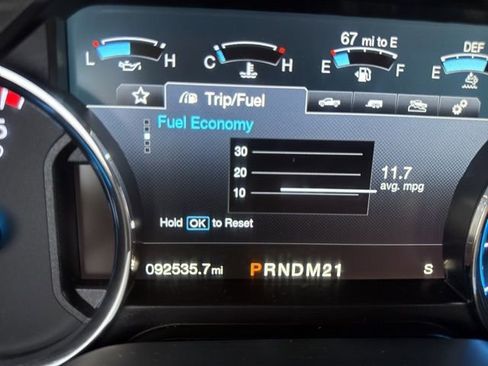 67 mi to E
DEF
L H C H E F E
Trip/Fuel
Fuel Economy
30
20
10
11.7
avg. mpg
Hold OK to Reset
092535.7mi PRNDM21 S